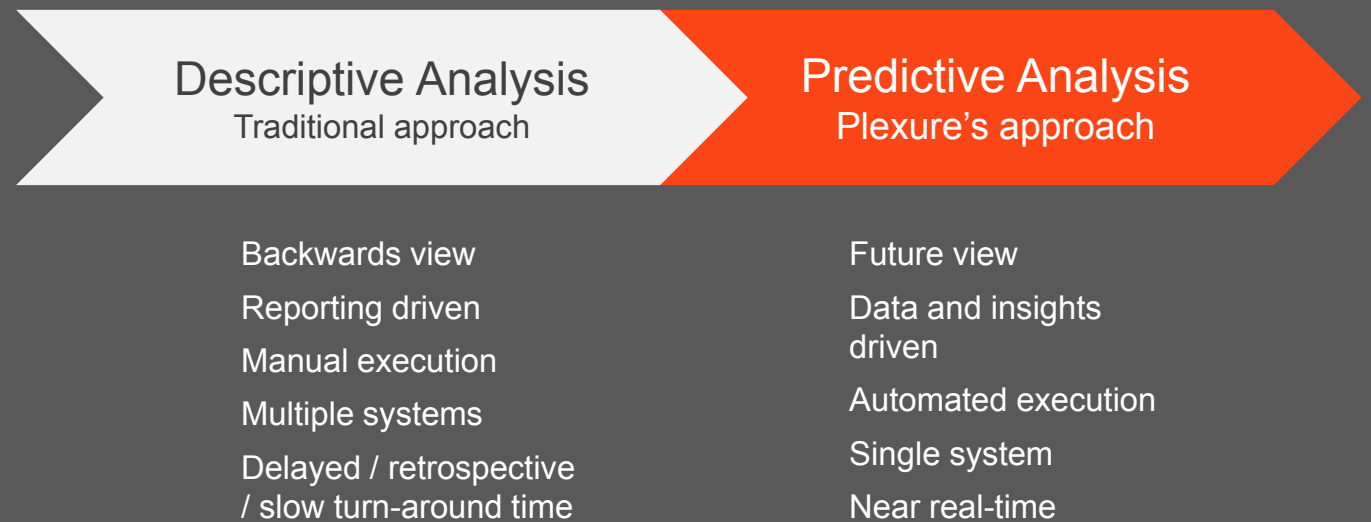 Descriptive Analysis
Traditional approach
Predictive Analysis
Plexure’s approach
Backwards view
Reporting driven
Manual execution
Multiple systems
Delayed / retrospective
/ slow turn-around time
Future view
Data and insights
driven
Automated execution
Single system
Near real-time